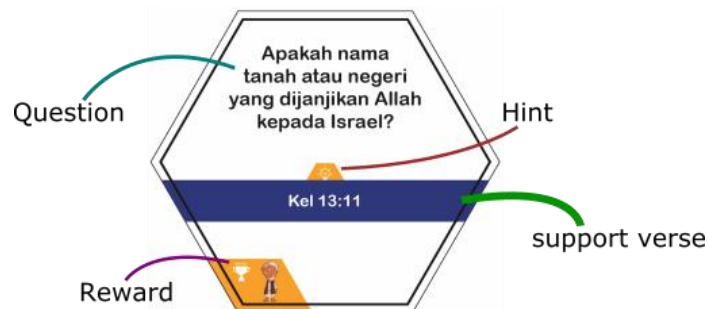 Apakah nama
tanah atau negeri
yang dijanjikan Allah
kepada Israel?
Question
Hint
Kel 13:11
support verse
Reward